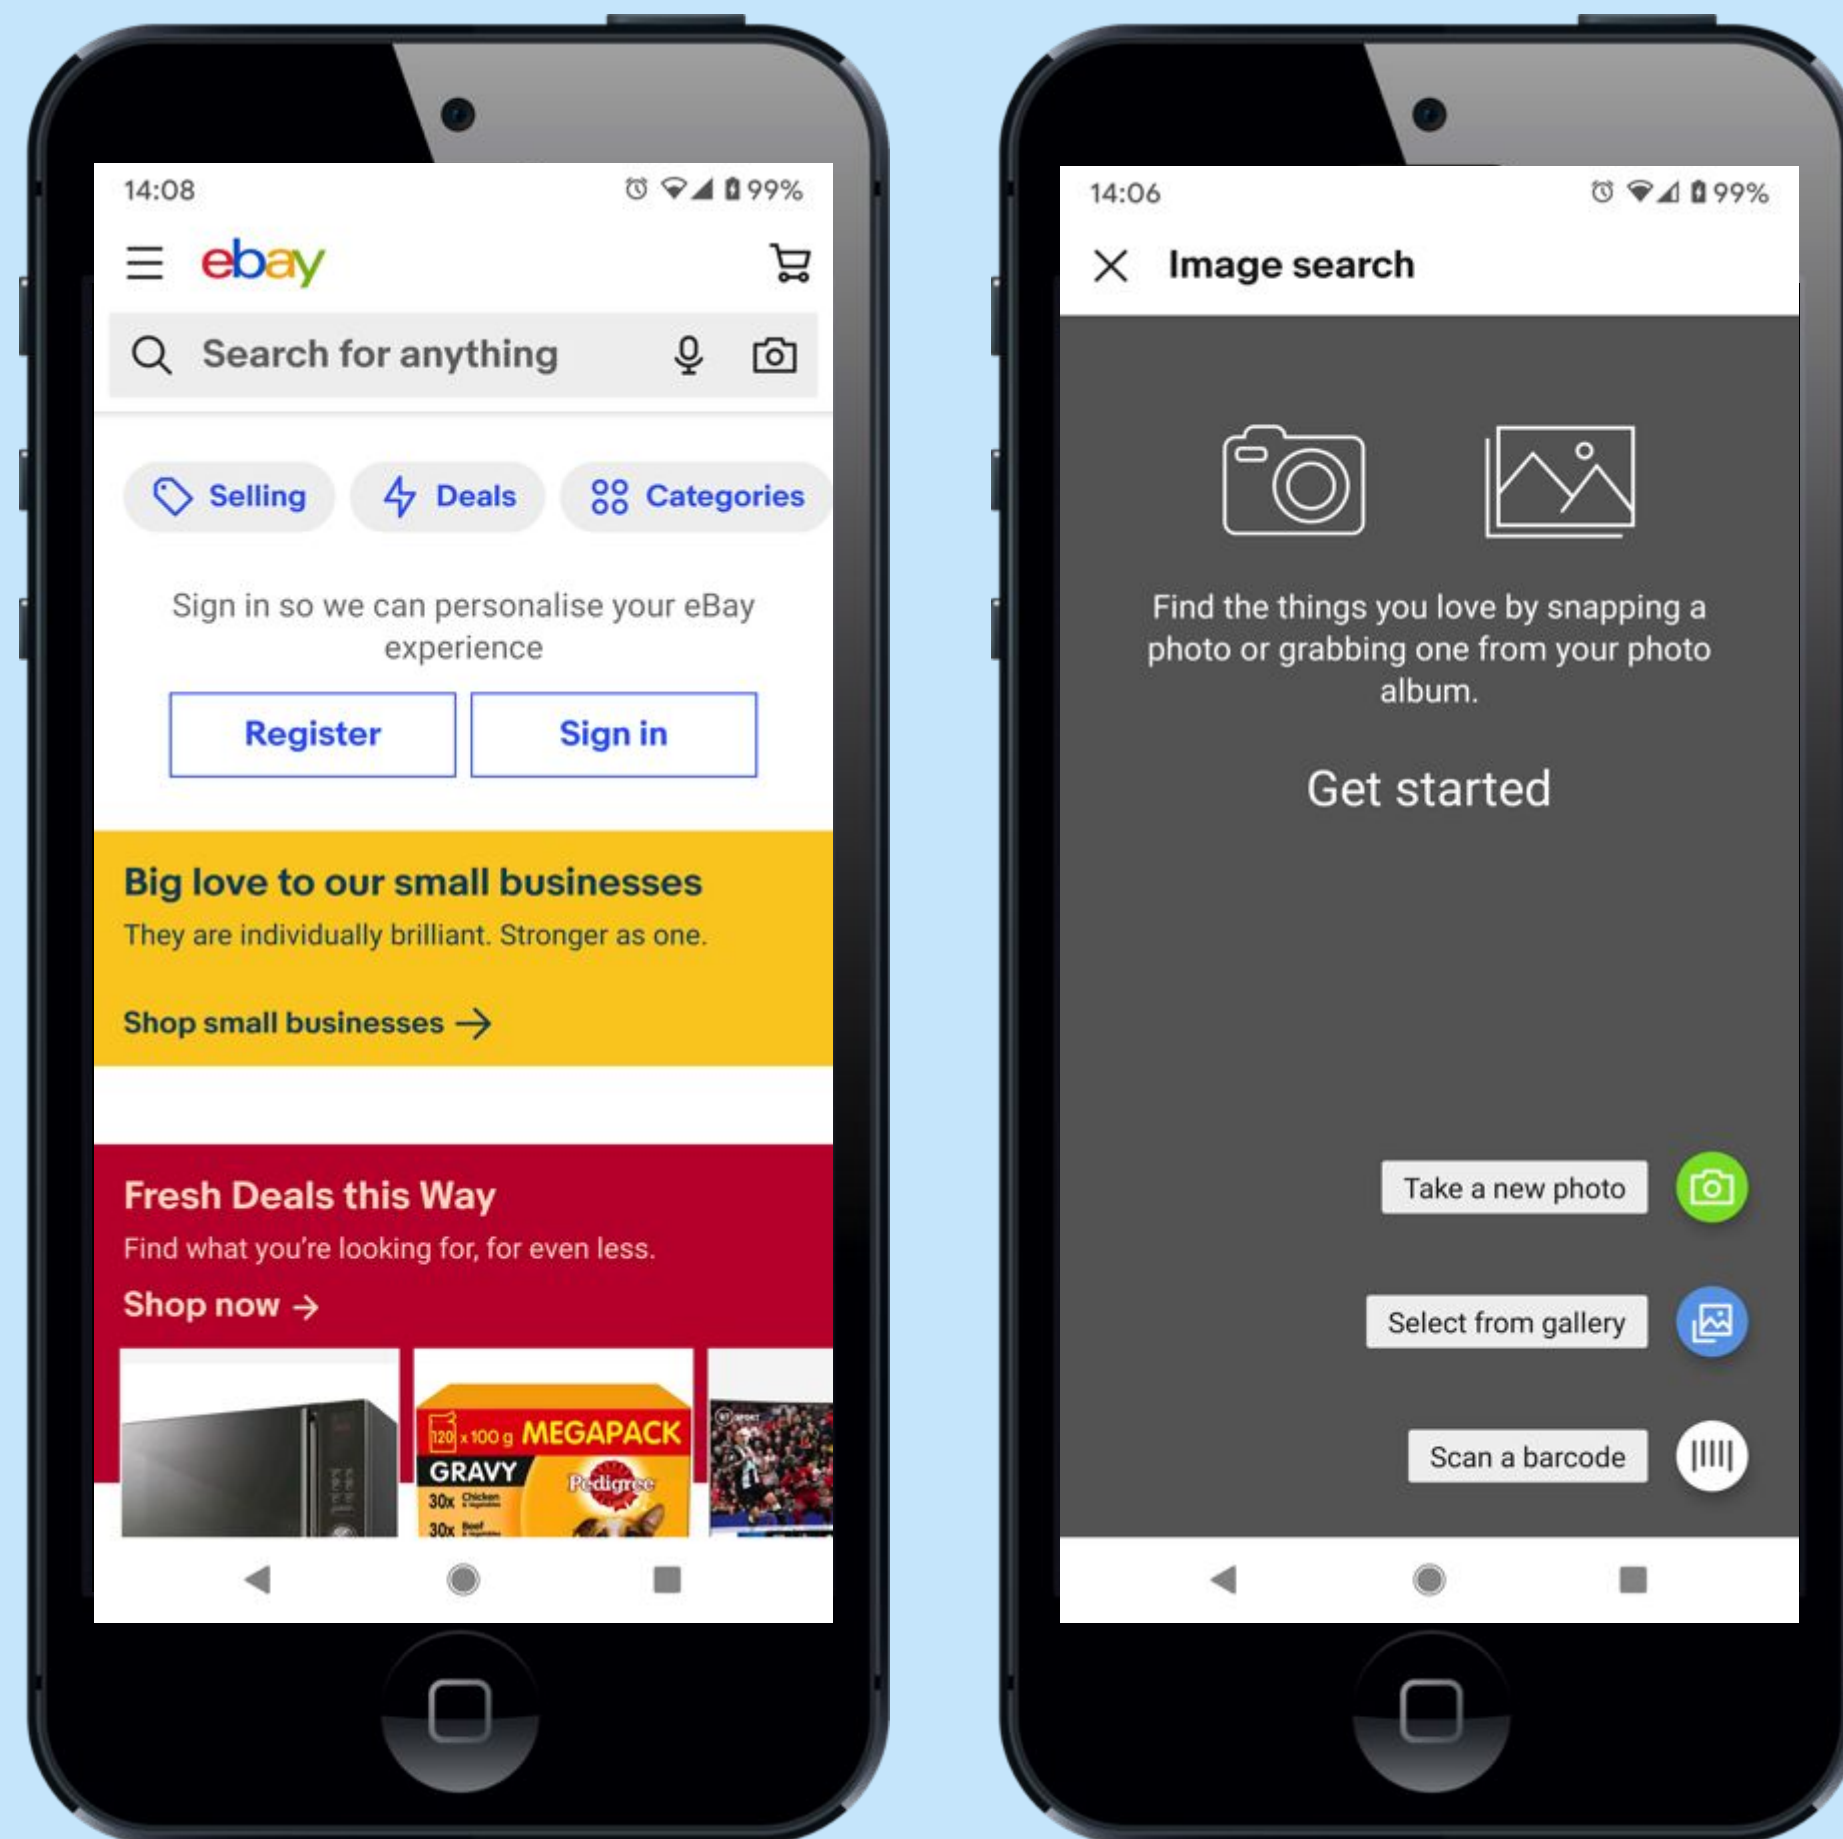 14:08
99%
ebay
Search for anything
Selling
Deals
Categories
Sign in so we can personalise your eBay
experience
Register
Sign in
Big love to our small businesses
They are individually brilliant. Stronger as one.
Shop small businesses →
Fresh Deals this Way
Find what you're looking for, for even less.
Shop now →
120 x 100 g MEGAPACK
GRAVY
Pedigree
30x Chicken
30x Beef
SPORT
14:06
99%
Image search
Find the things you love by snapping a
photo or grabbing one from your photo
album.
Get started
Take a new photo
Select from gallery
Scan a barcode